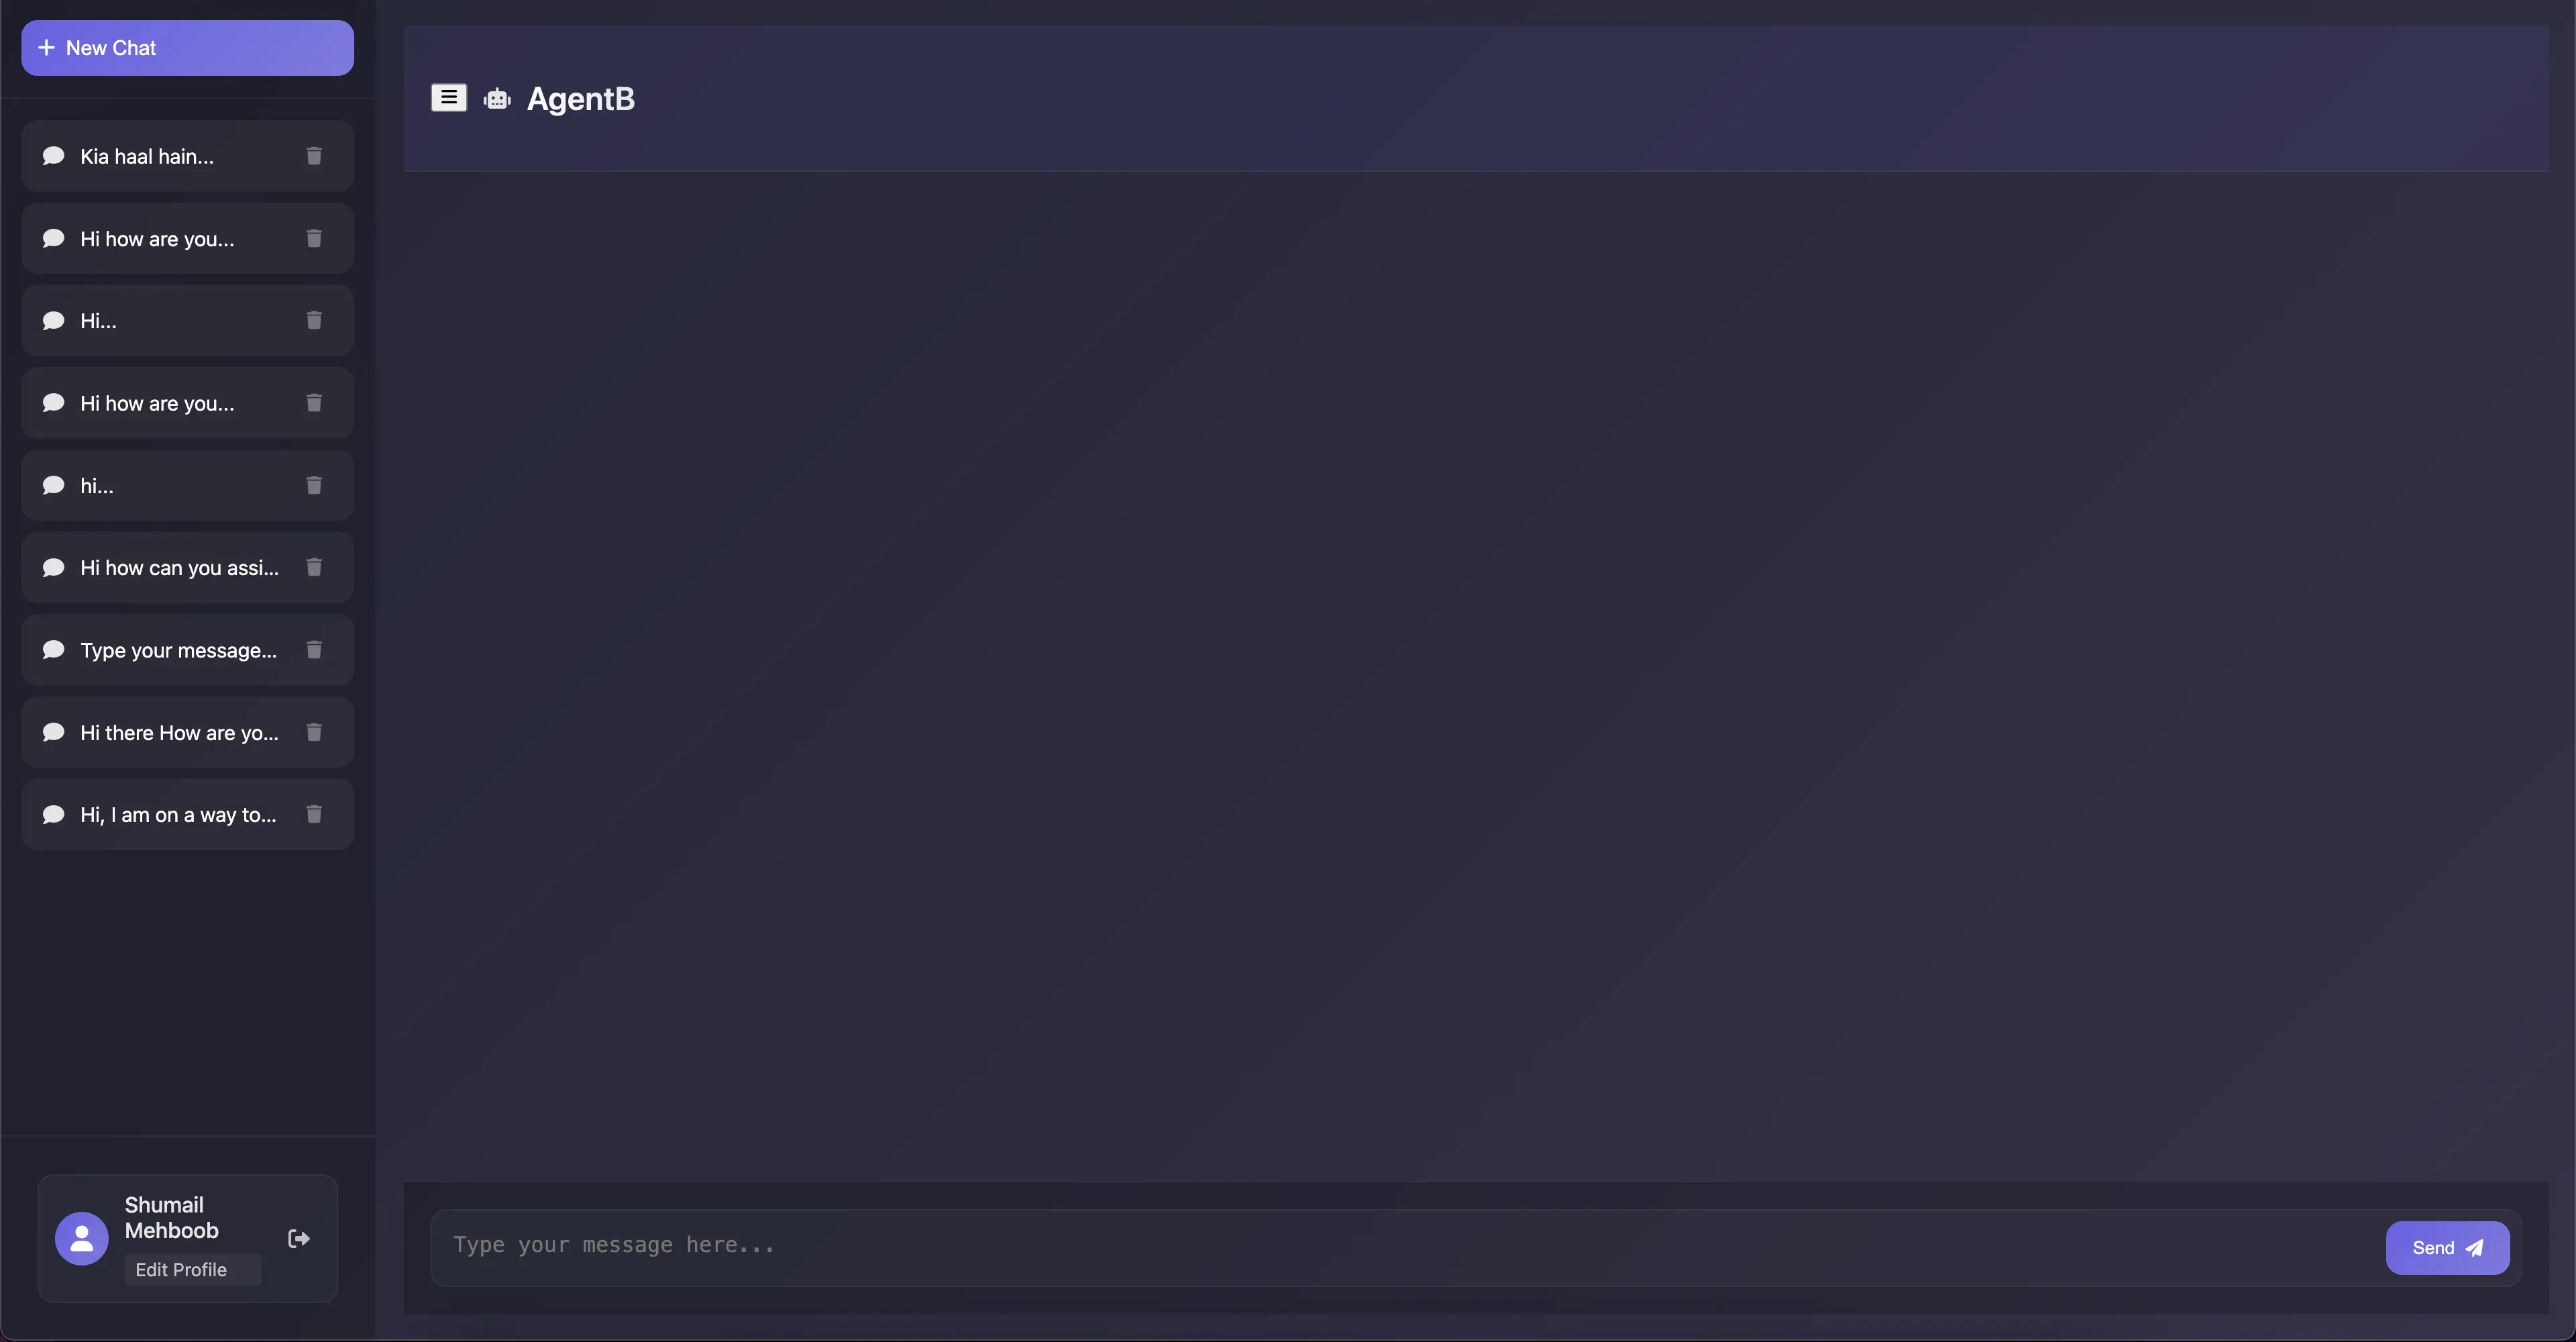 New Chat
Kia haal hain...
Hi how are you...
Hi...
Hi how are you...
hi...
Hi how can you assi...
Type your message...
Hi there How are yo...
Hi, I am on a way to...
Shumail
Mehboob
Edit Profile
AgentB
Type your message here...
Send